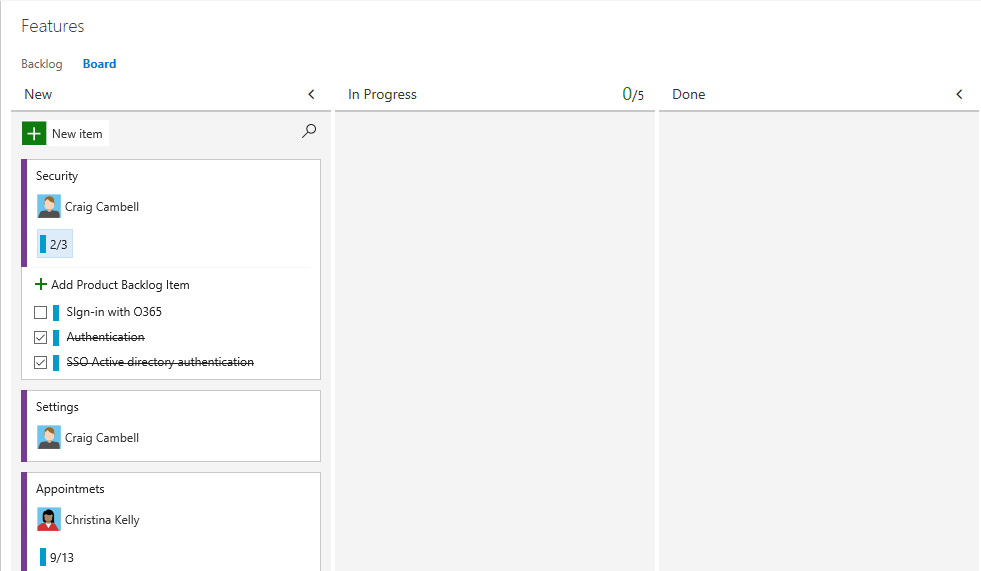 Features
Backlog Board
New In Progress 0/5 Done
New item
Security
Craig Cambell
2/3
Add Product Backlog Item
SIgn-in with O365
Authentication
SSO Active directory authentication
Settings
Craig Cambell
Appointmets
Christina Kelly
9/13